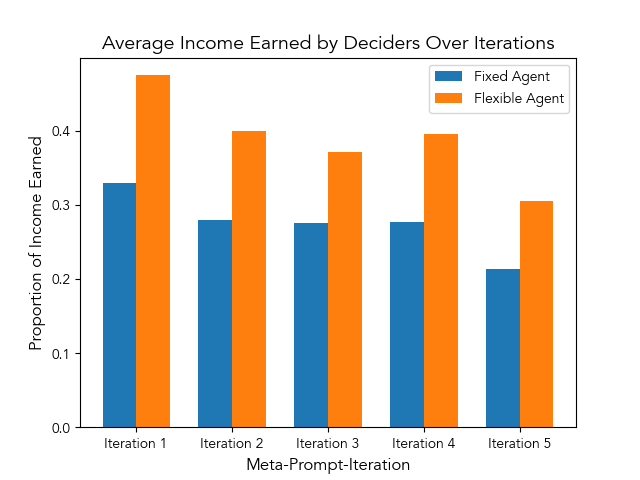 Average Income Earned by Deciders Over Iterations
Fixed Agent
Flexible Agent
Proportion of Income Earned
0.4
0.3
0.2
0.1
0.0
Iteration 1
Iteration 2
Iteration 3
Iteration 4
Iteration 5
Meta-Prompt-Iteration